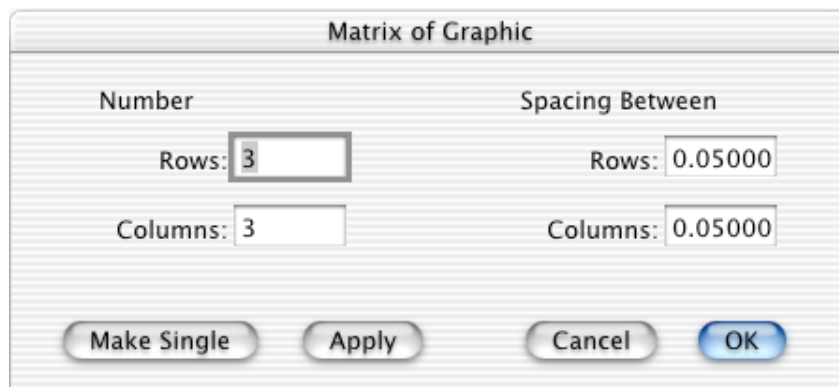 Matrix of Graphic
Number Spacing Between
Rows: 3 Rows: 0.05000
Columns: 3 Columns: 0.05000
Make Single Apply Cancel OK